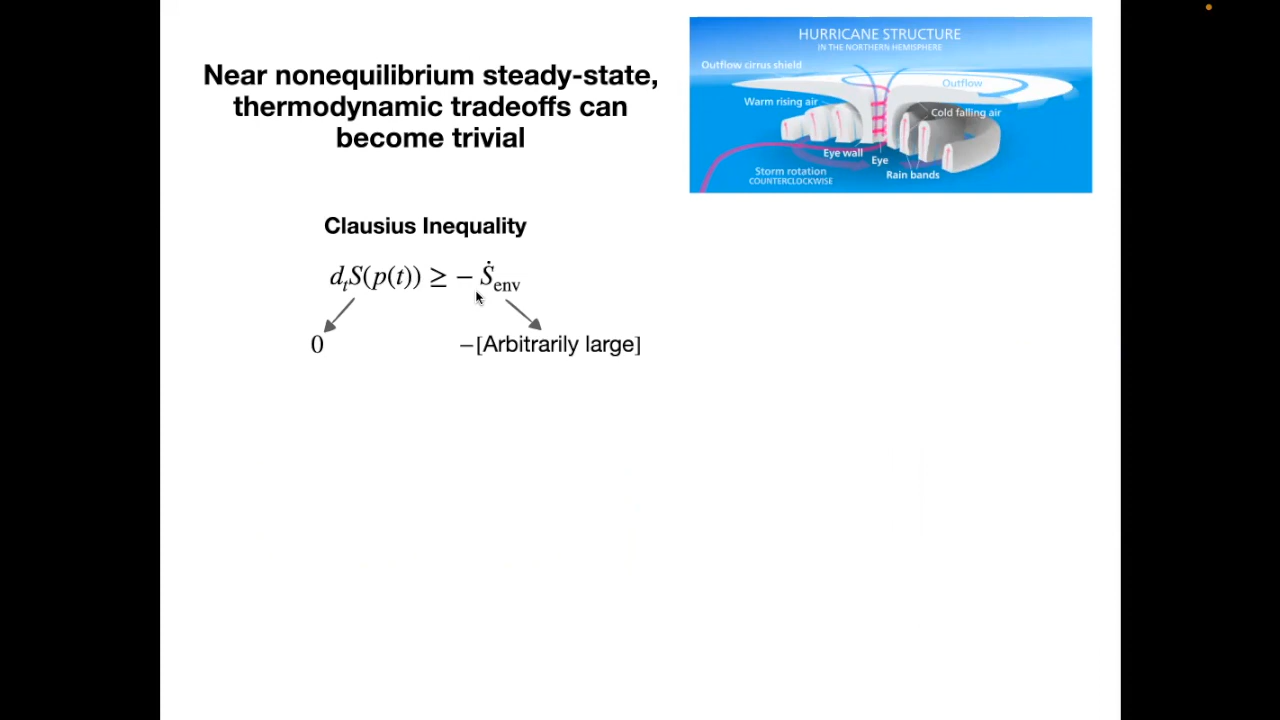 Near nonequilibrium steady-state,
thermodynamic tradeoffs can
become trivial
HURRICANE STRUCTURE
IN THE NORTHERN HEMISPHERE
Outflow cirrus shield
Outflow
Warm rising air
Cold falling air
Eye wall
Eye
Rain bands
Storm rotation
COUNTERCLOCKWISE
Clausius Inequality
dₜS(p(t)) ≥ − Ṡenv
0
−[Arbitrarily large]